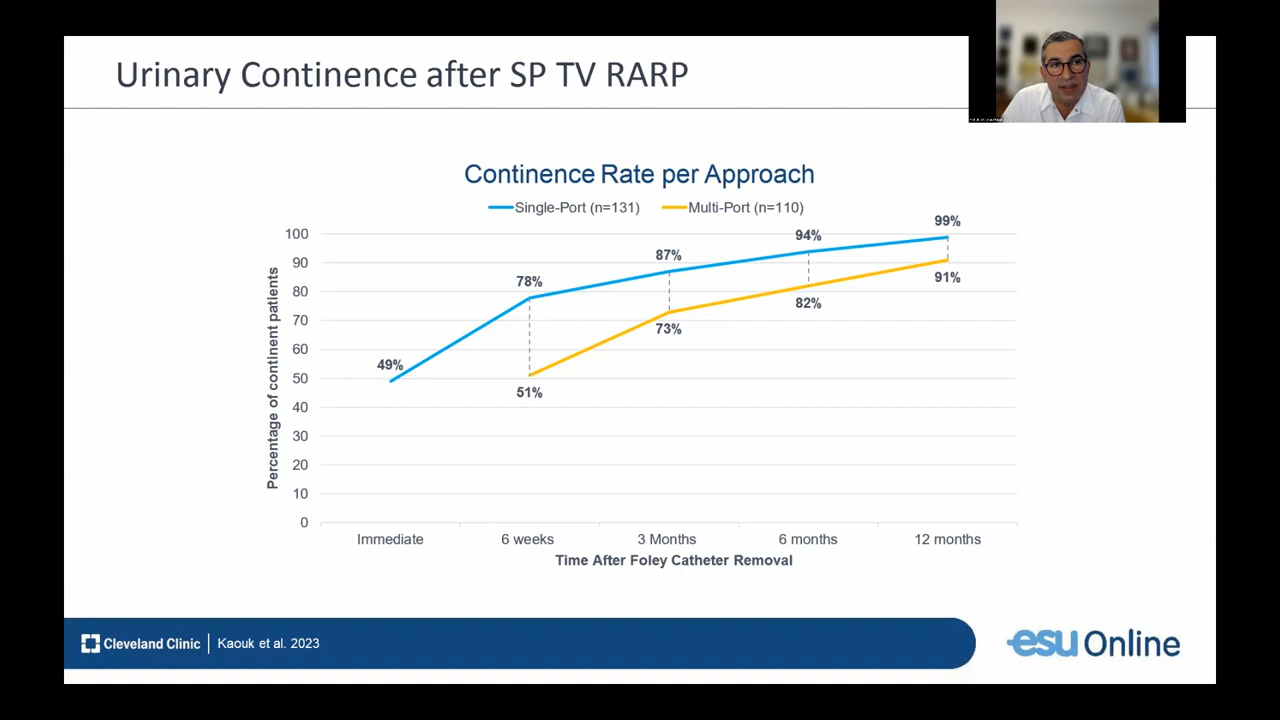 Urinary Continence after SP TV RARP
Continence Rate per Approach
Single-Port (n=131) Multi-Port (n=110)
Percentage of continent patients
100
90
80
70
60
50
40
30
20
10
0
49%
78%
87%
94%
99%
51%
73%
82%
91%
Immediate 6 weeks 3 Months 6 months 12 months
Time After Foley Catheter Removal
Cleveland Clinic Kaouk et al. 2023
esu Online